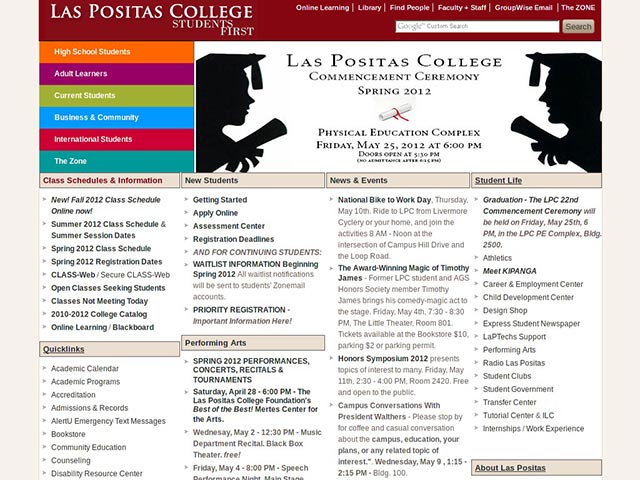 LAS POSITAS COLLEGE
STUDENTS
FIRST
Online Learning | Library | Find People | Faculty + Staff | GroupWise Email | The ZONE
Google™ Custom Search
Search
High School Students
Adult Learners
Current Students
Business & Community
International Students
The Zone
LAS POSITAS COLLEGE
COMMENCEMENT CEREMONY
SPRING 2012
PHYSICAL EDUCATION COMPLEX
FRIDAY, MAY 25, 2012 AT 6:00 PM
DOORS OPEN AT 5:30 PM
(NO ADMITTANCE AFTER 6:15 PM)
Class Schedules & Information
New! Fall 2012 Class Schedule
Online now!
Summer 2012 Class Schedule &
Summer Session Dates
Spring 2012 Class Schedule
Spring 2012 Registration Dates
CLASS-Web / Secure CLASS-Web
Open Classes Seeking Students
Classes Not Meeting Today
2010-2012 College Catalog
Online Learning / Blackboard
Quicklinks
Academic Calendar
Academic Programs
Accreditation
Admissions & Records
AlertU Emergency Text Messages
Bookstore
Community Education
Counseling
Disability Resource Center
New Students
Getting Started
Apply Online
Assessment Center
Registration Deadlines
AND FOR CONTINUING STUDENTS:
WAITLIST INFORMATION Beginning
Spring 2012 All waitlist notifications
will be sent to students' Zonemail
accounts.
PRIORITY REGISTRATION -
Important Information Here!
Performing Arts
SPRING 2012 PERFORMANCES,
CONCERTS, RECITALS &
TOURNAMENTS
Saturday, April 28 - 6:00 PM - The
Las Positas College Foundation's
Best of the Best! Mertes Center for
the Arts.
Wednesday, May 2 - 12:30 PM - Music
Department Recital. Black Box
Theater. free!
Friday, May 4 - 8:00 PM - Speech
Performance Night, Main Stage
News & Events
National Bike to Work Day, Thursday,
May 10th. Ride to LPC from Livermore
Cyclery or your home, and join the
activities 8 AM - Noon at the
intersection of Campus Hill Drive and
the Loop Road.
The Award-Winning Magic of Timothy
James - Former LPC student and AGS
Honors Society member Timothy
James brings his comedy-magic act to
the stage. Friday, May 4th, 7:30 - 8:30
PM, The Little Theater, Room 801.
Tickets available at the Bookstore $10,
parking $2 or parking permit.
Honors Symposium 2012 presents
topics of interest to many. Friday, May
11th, 2:30 - 4:00 PM, Room 2420. Free
and open to the public.
Campus Conversations With
President Walthers - Please stop by
for coffee and casual conversation
about the campus, education, your
plans, or any related topic of
interest.". Wednesday, May 9 , 1:15 -
2:15 PM - Bldg. 100.
Student Life
Graduation - The LPC 22nd
Commencement Ceremony will
be held on Friday, May 25th, 6
PM, in the LPC PE Complex, Bldg.
2500.
Athletics
Meet KIPANGA
Career & Employment Center
Child Development Center
Design Shop
Express Student Newspaper
LaPTechs Support
Performing Arts
Radio Las Positas
Student Clubs
Student Government
Transfer Center
Tutorial Center & ILC
Internships / Work Experience
About Las Positas